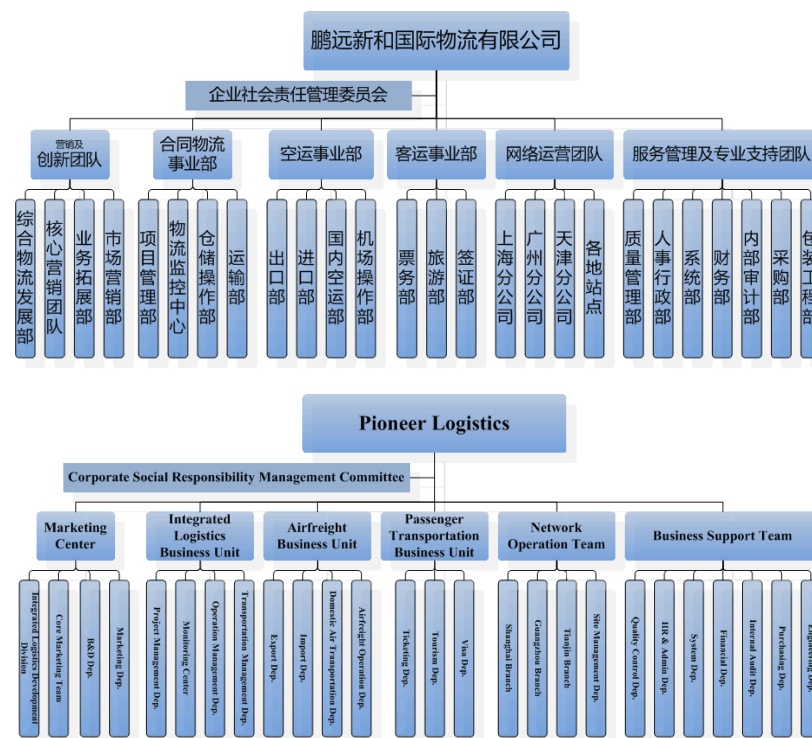 鹏远新和国际物流有限公司
企业社会责任管理委员会
营销及
创新团队
合同物流
事业部
空运事业部
客运事业部
网络运营团队
服务管理及专业支持团队
综合物流发展部
核心营销团队
业务拓展部
市场营销部
项目管理部
物流监控中心
仓储操作部
运输部
出口部
进口部
国内空运部
机场操作部
票务部
旅游部
签证部
上海分公司
广州分公司
天津分公司
各地站点
质量管理部
人事行政部
系统部
财务部
内部审计部
采购部
包装工程部
Pioneer Logistics
Corporate Social Responsibility Management Committee
Marketing
Center
Integrated
Logistics
Business Unit
Airfreight
Business Unit
Passenger
Transportation
Business Unit
Network
Operation Team
Business Support Team
Integrated Logistics Development
Division
Core Marketing Team
B&D Dep.
Marketing Dep.
Project Management Dep.
Monitoring Center
Operation Management Dep.
Transportation Management Dep.
Export Dep.
Import Dep.
Domestic Air Transportation Dep.
Airfreight Operation Dep.
Ticketing Dep.
Tourism Dep.
Visa Dep.
Shanghai Branch
Guangzhou Branch
Tianjin Branch
Site Management Dep.
Quality Control Dep.
HR & Admin Dep.
System Dep.
Financial Dep.
Internal Audit Dep.
Purchasing Dep.
Engineering Dep.